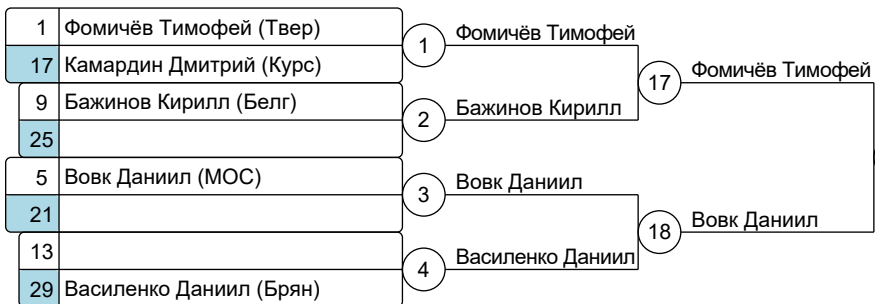 1 Фомичёв Тимофей (Твер)
17 Камардин Дмитрий (Курс)
1 Фомичёв Тимофей
9 Бажинов Кирилл (Белг)
25
2 Бажинов Кирилл
17 Фомичёв Тимофей
5 Вовк Даниил (МОС)
21
3 Вовк Даниил
13
29 Василенко Даниил (Брян)
4 Василенко Даниил
18 Вовк Даниил